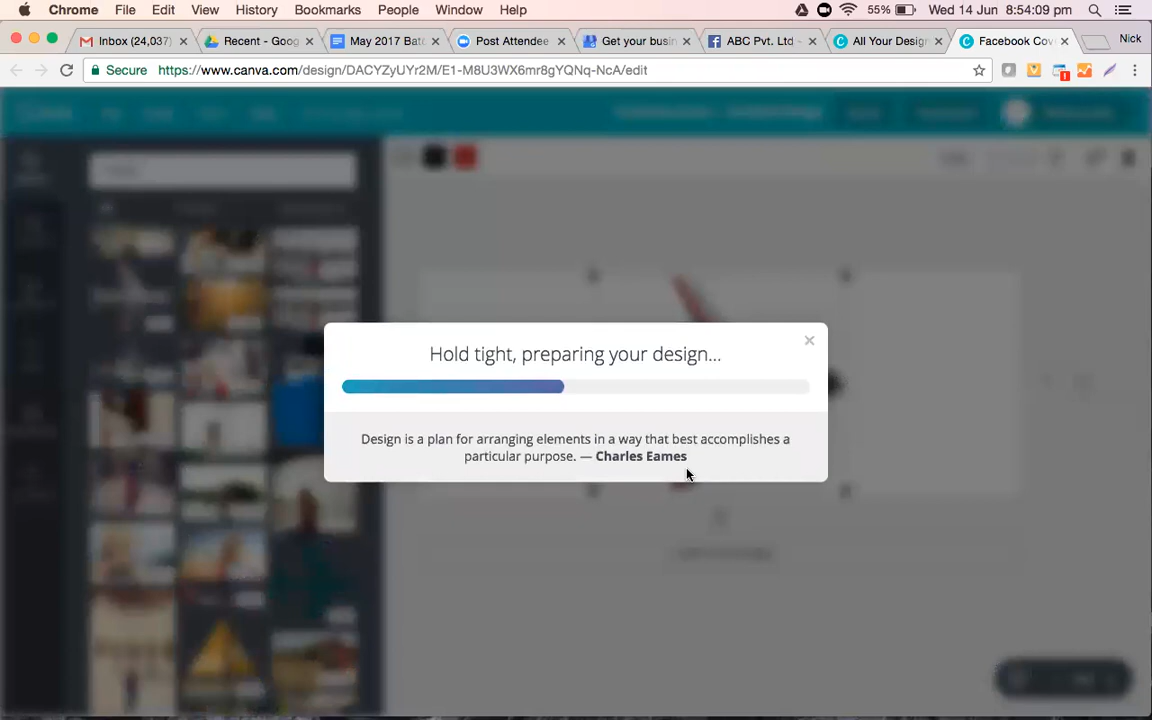 Chrome File Edit View History Bookmarks People Window Help 55% Wed 14 Jun 8:54:09 pm
Inbox (24,037) Recent - Goog May 2017 Bat Post Attendee Get your busin ABC Pvt. Ltd - All Your Design Facebook Cov Nick
Secure https://www.canva.com/design/DACYZyUYr2M/E1-M8U3WX6mr8gYQNq-NcA/edit
Hold tight, preparing your design...
Design is a plan for arranging elements in a way that best accomplishes a
particular purpose. — Charles Eames